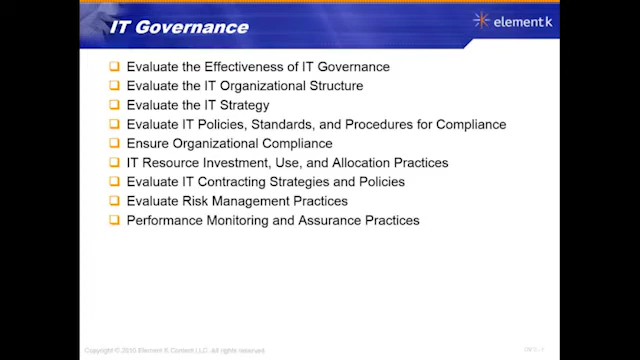 IT Governance
element k
Evaluate the Effectiveness of IT Governance
Evaluate the IT Organizational Structure
Evaluate the IT Strategy
Evaluate IT Policies, Standards, and Procedures for Compliance
Ensure Organizational Compliance
IT Resource Investment, Use, and Allocation Practices
Evaluate IT Contracting Strategies and Policies
Evaluate Risk Management Practices
Performance Monitoring and Assurance Practices
Copyright © 2010 Element K Content LLC. All rights reserved.